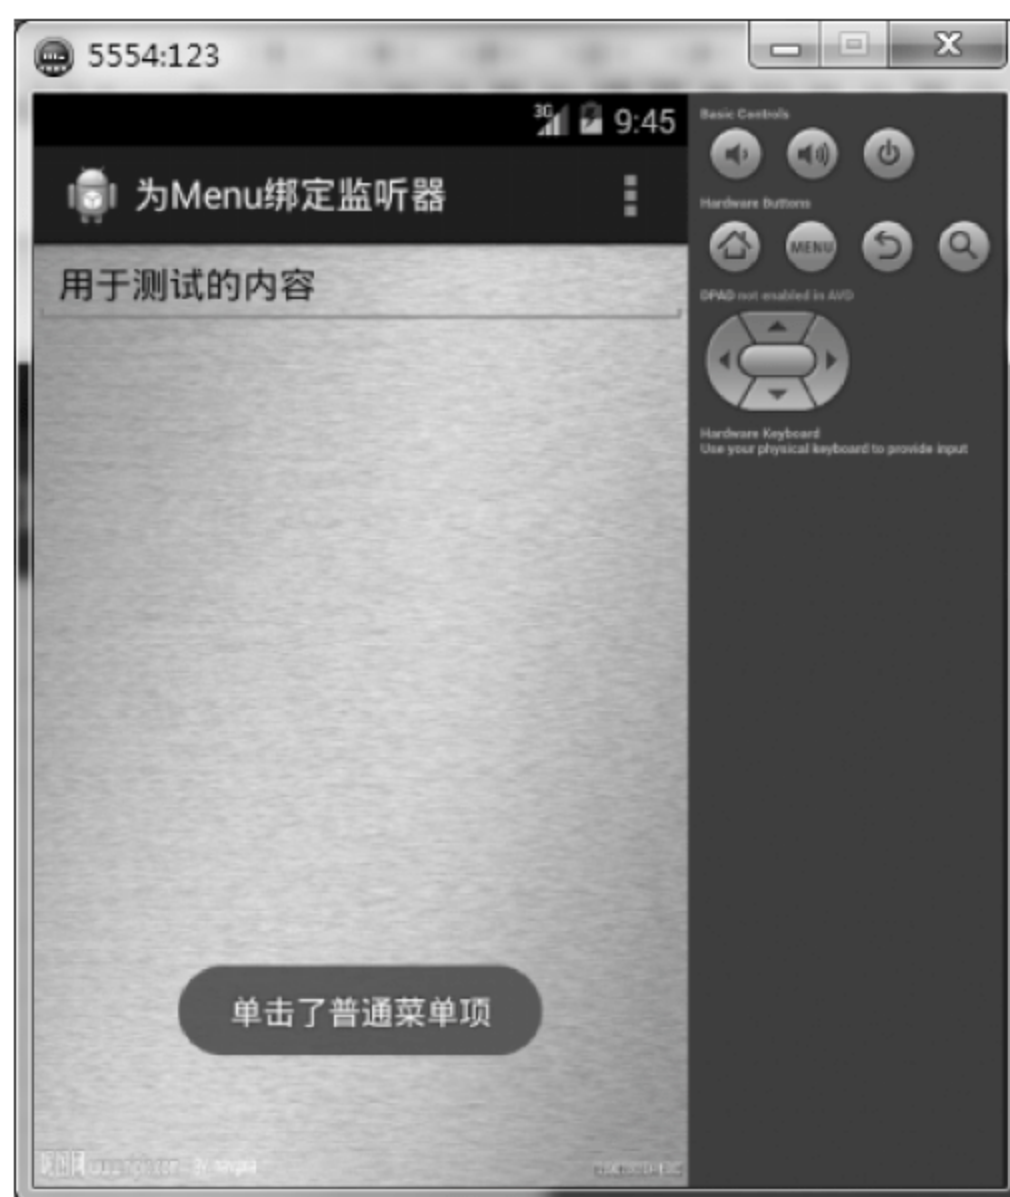 5554:123
3G 9:45
为Menu绑定监听器
用于测试的内容
单击了普通菜单项
Basic Controls
Hardware Buttons
MENU
DPAD not enabled in AVD
Hardware Keyboard
Use your physical keyboard to provide input